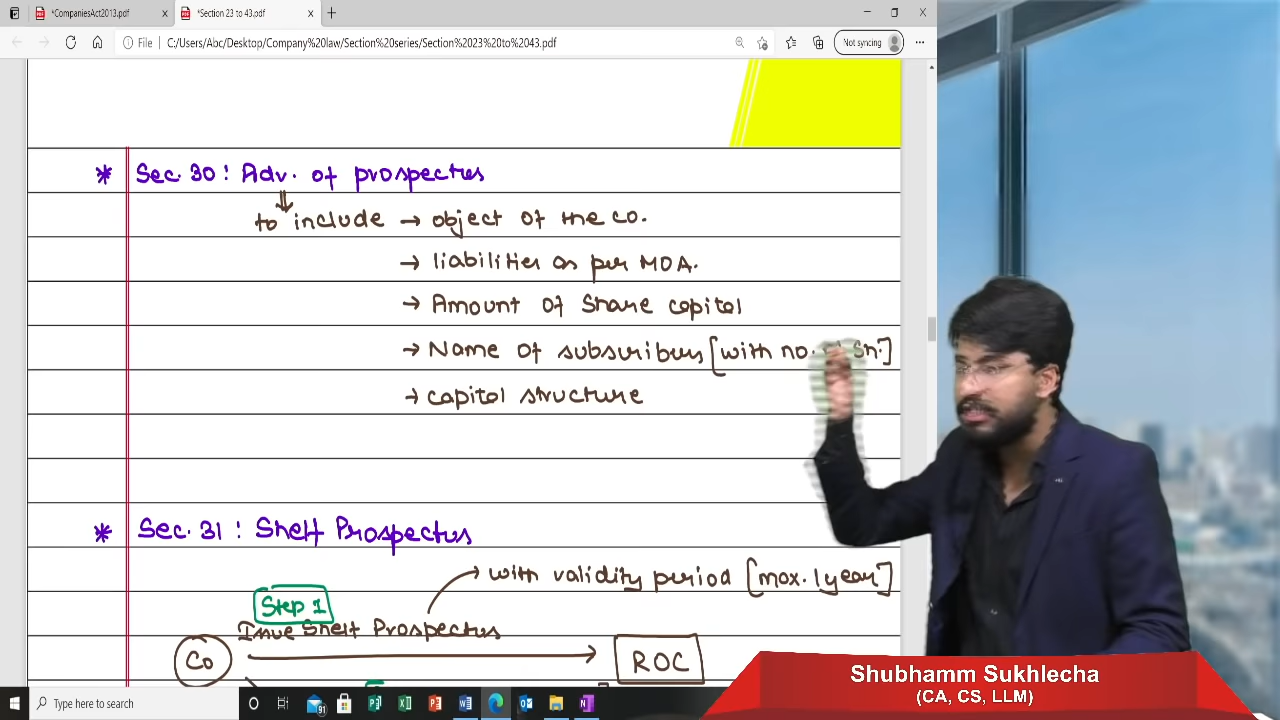 *CompaniesAct2013.pdf
*Section 23 to 43.pdf
File
C:/Users/Abc/Desktop/Company%20law/Section%20series/Section%2023%20to%2043.pdf
Not syncing
* Sec. 30 : Adv. of prospectus
to include → object of the co.
→ liabilities as per MOA.
→ Amount of Share capital
→ Name of subscribers [with no. of Sh.]
→ capital structure
* Sec. 31 : Shelf Prospectus
→ with validity period [max. 1 year]
Step 1
Issue Shelf Prospectus
Co
ROC
Shubhamm Sukhlecha
(CA, CS, LLM)
Type here to search
91